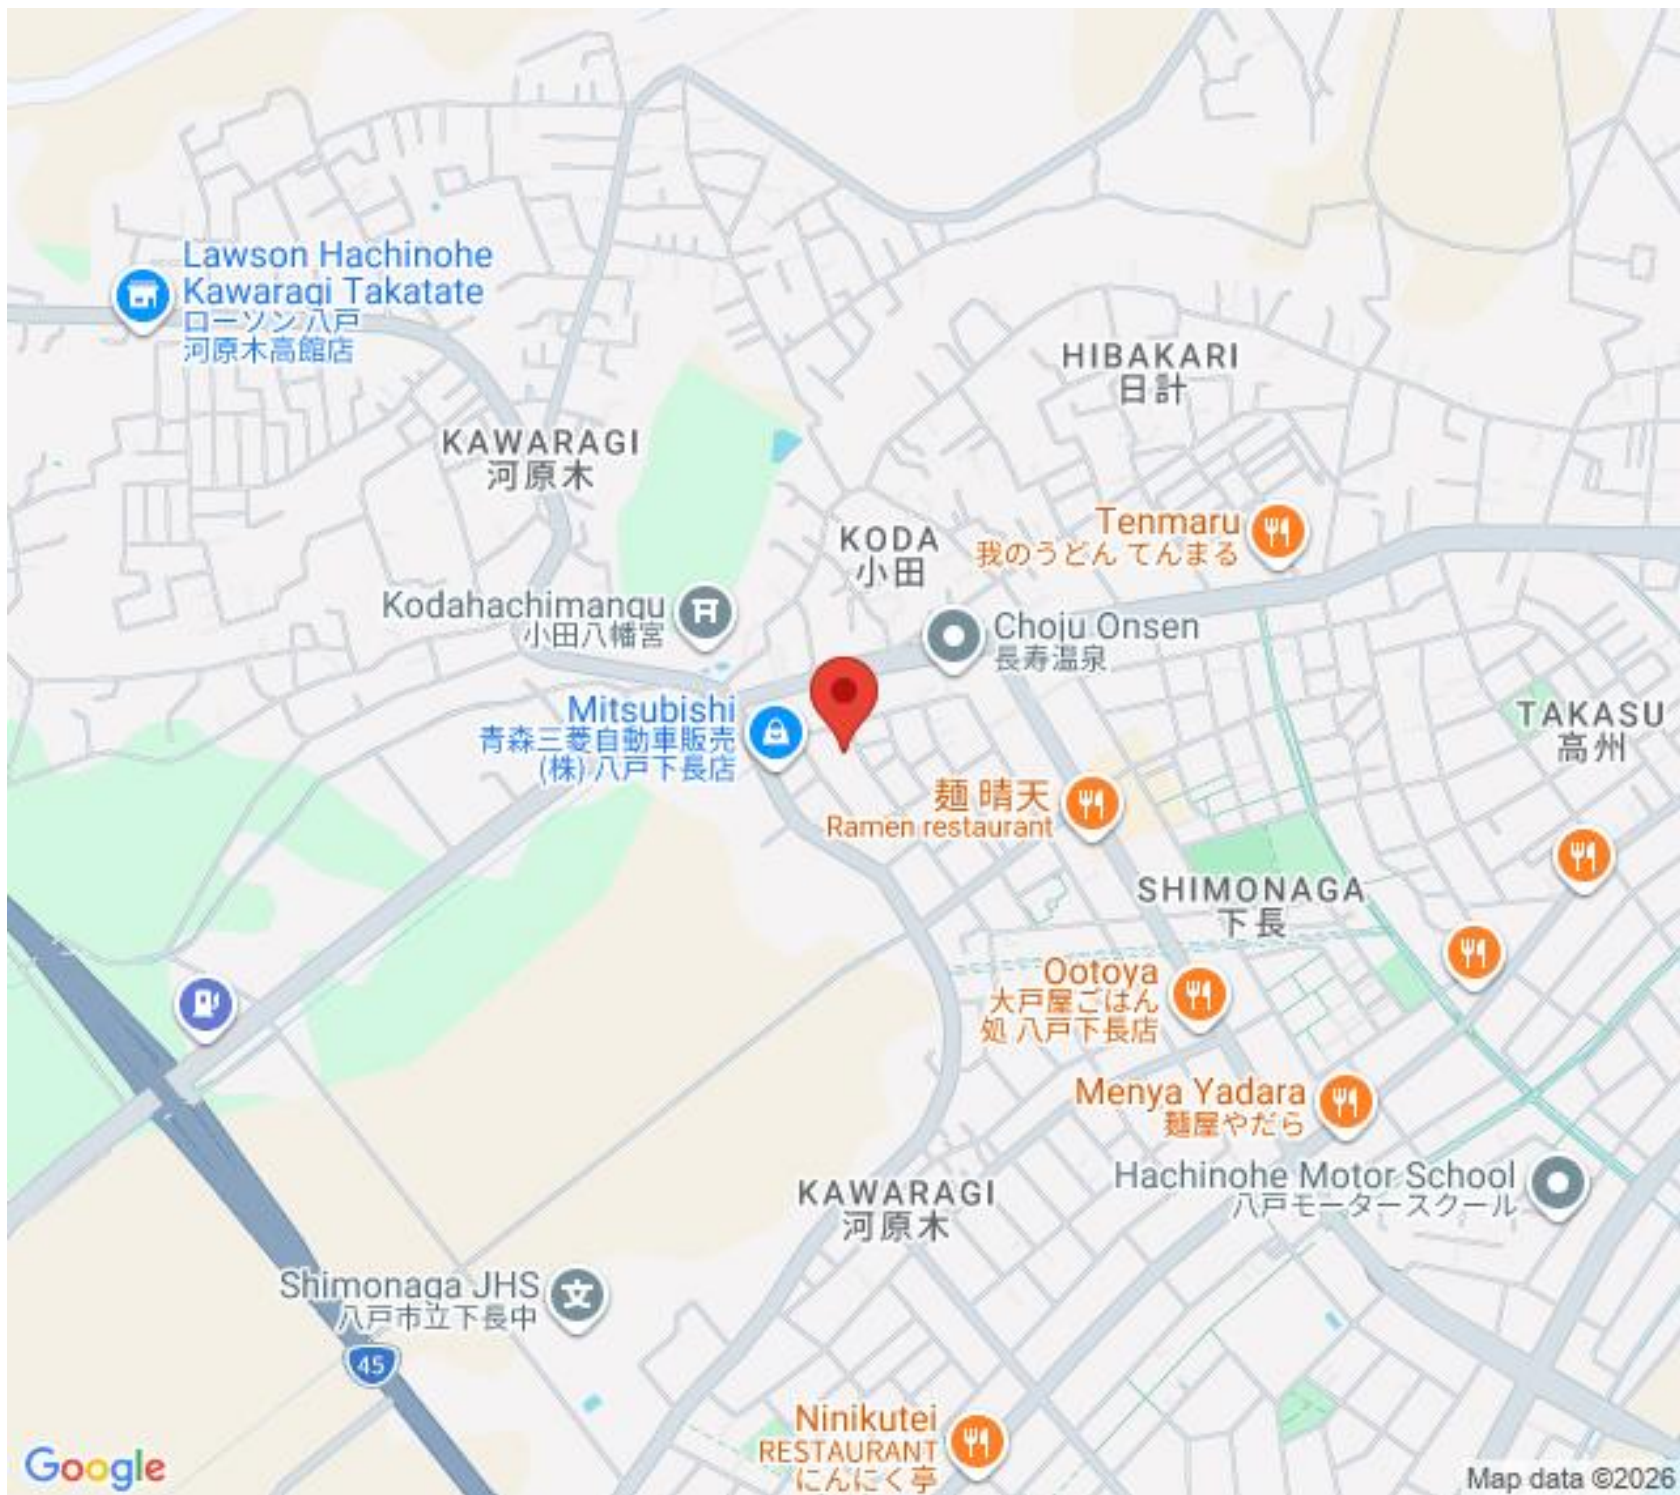 Lawson Hachinohe
Kawaragi Takatate
ローソン 八戸
河原木高館店
HIBAKARI
日計
KAWARAGI
河原木
KODA
小田
Tenmaru
我のうどん てんまる
Kodahachimangu
小田八幡宮
Choju Onsen
長寿温泉
Mitsubishi
青森三菱自動車販売
(株) 八戸下長店
TAKASU
高州
麺 晴天
Ramen restaurant
SHIMONAGA
下長
Ootoya
大戸屋ごはん
処 八戸下長店
Menya Yadara
麺屋やだら
Hachinohe Motor School
八戸モータースクール
KAWARAGI
河原木
Shimonaga JHS
八戸市立下長中
45
Ninikutei
RESTAURANT
にんにく亭
Google
Map data ©2026